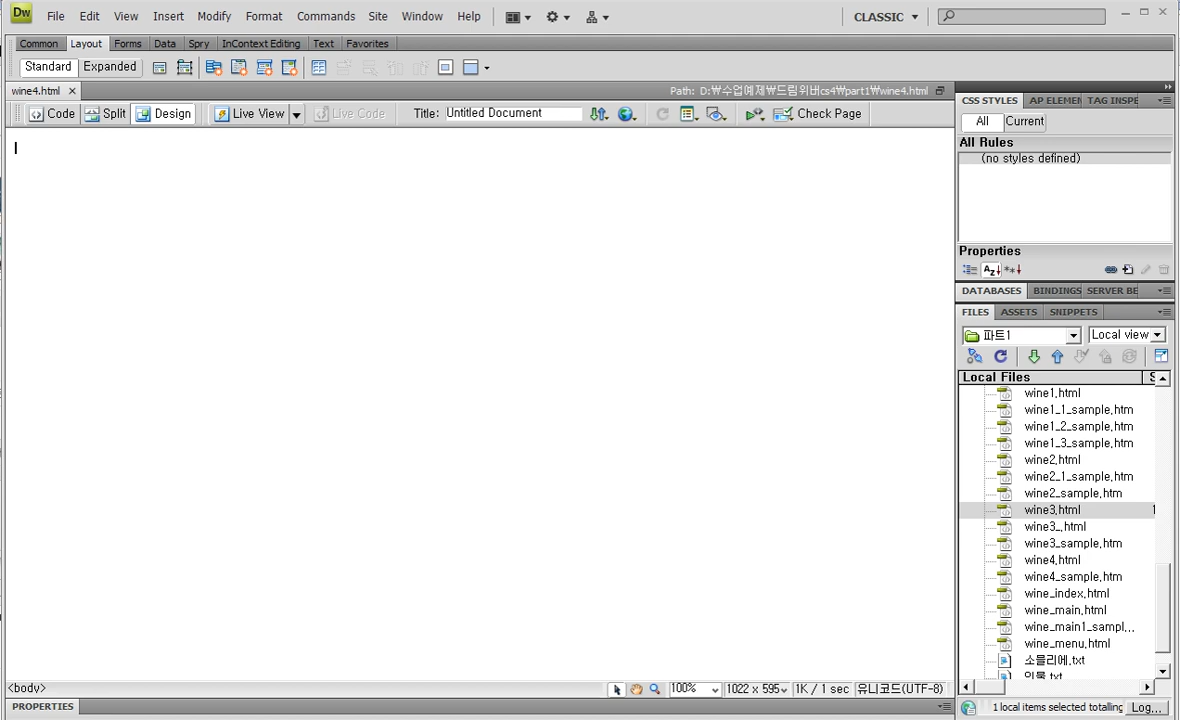 Dw File Edit View Insert Modify Format Commands Site Window Help CLASSIC
Common Layout Forms Data Spry InContext Editing Text Favorites
Standard Expanded
wine4.html × Path: D:₩수업예제₩드림위버cs4₩part1₩wine4.html
Code Split Design Live View Live Code Title: Untitled Document Check Page
CSS STYLES AP ELEMEN TAG INSPE
All Current
All Rules
(no styles defined)
Properties
DATABASES BINDINGS SERVER BE
FILES ASSETS SNIPPETS
파트1 Local view
Local Files S
wine1.html
wine1_1_sample.htm
wine1_2_sample.htm
wine1_3_sample.htm
wine2.html
wine2_1_sample.htm
wine2_sample.htm
wine3.html 1
wine3_.html
wine3_sample.htm
wine4.html
wine4_sample.htm
wine_index.html
wine_main.html
wine_main1_sampl...
wine_menu.html
소믈리에.txt
<body> 100% 1022 x 595 1K / 1 sec 유니코드(UTF-8)
PROPERTIES 1 local items selected totalling Log...